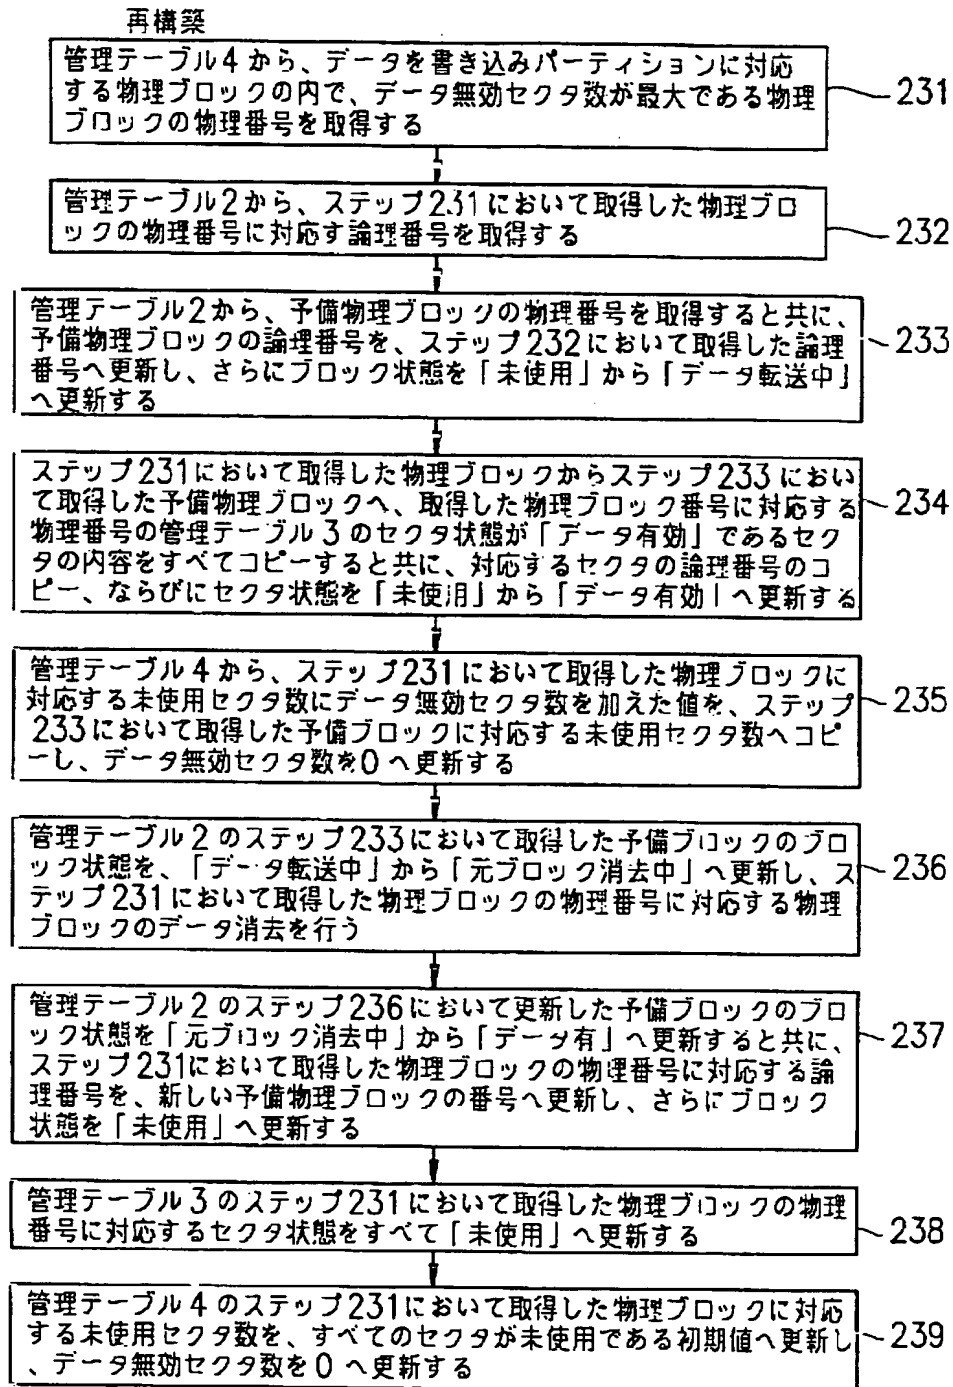 再構築
管理テーブル4から、データを書き込みパーティションに対応
する物理ブロックの内で、データ無効セクタ数が最大である物理
ブロックの物理番号を取得する
231
管理テーブル2から、ステップ231において取得した物理ブロ
ックの物理番号に対応す論理番号を取得する
232
管理テーブル2から、予備物理ブロックの物理番号を取得すると共に、
予備物理ブロックの論理番号を、ステップ232において取得した論理
番号へ更新し、さらにブロック状態を「未使用」から「データ転送中」
へ更新する
233
ステップ231において取得した物理ブロックからステップ233におい
て取得した予備物理ブロックへ、取得した物理ブロック番号に対応する
物理番号の管理テーブル3のセクタ状態が「データ有効」であるセク
タの内容をすべてコピーすると共に、対応するセクタの論理番号のコ
ピー、ならびにセクタ状態を「未使用」から「データ有効」へ更新する
234
管理テーブル4から、ステップ231において取得した物理ブロックに
対応する未使用セクタ数にデータ無効セクタ数を加えた値を、ステップ
233において取得した予備ブロックに対応する未使用セクタ数へコピ
ーし、データ無効セクタ数を0へ更新する
235
管理テーブル2のステップ233において取得した予備ブロックのブロ
ック状態を、「データ転送中」から「元ブロック消去中」へ更新し、ス
テップ231において取得した物理ブロックの物理番号に対応する物理
ブロックのデータ消去を行う
236
管理テーブル2のステップ236において更新した予備ブロックのブロ
ック状態を「元ブロック消去中」から「データ有」へ更新すると共に、
ステップ231において取得した物理ブロックの物理番号に対応する論
理番号を、新しい予備物理ブロックの番号へ更新し、さらにブロック
状態を「未使用」へ更新する
237
管理テーブル3のステップ231において取得した物理ブロックの物理
番号に対応するセクタ状態をすべて「未使用」へ更新する
238
管理テーブル4のステップ231において取得した物理ブロックに対応
する未使用セクタ数を、すべてのセクタが未使用である初期値へ更新し
、データ無効セクタ数を0へ更新する
239